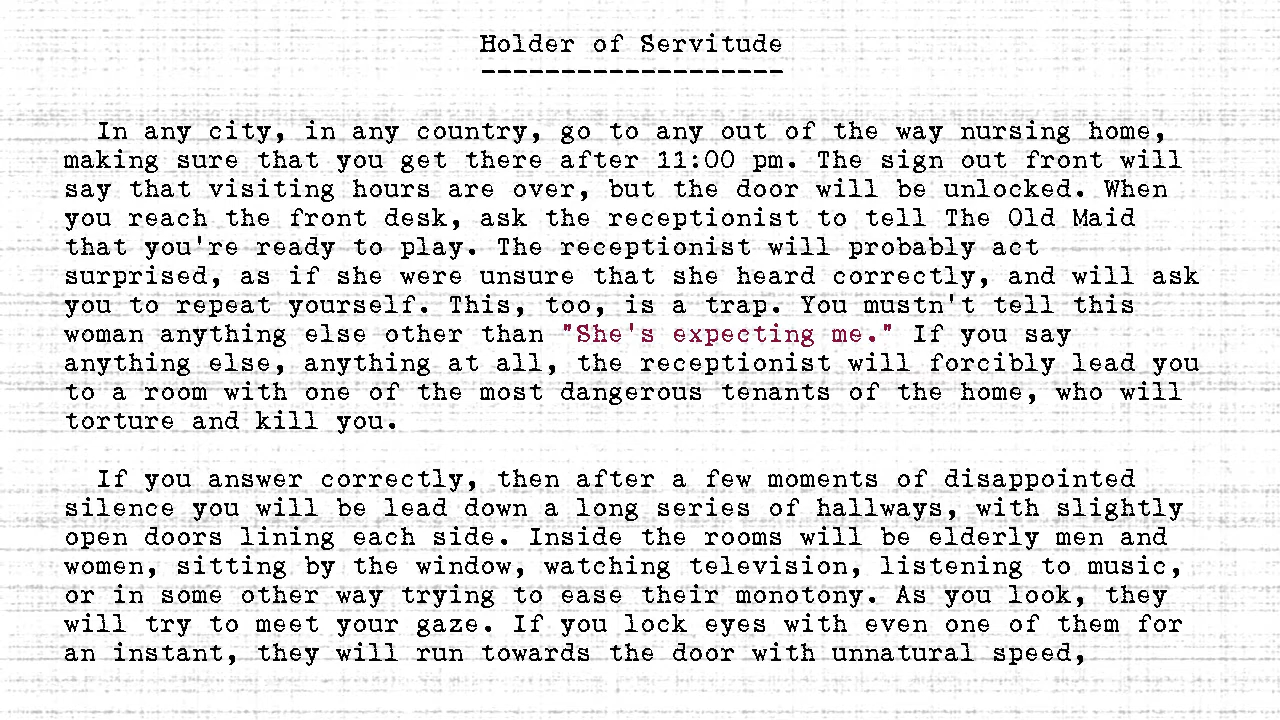 Holder of Servitude
-------------------
In any city, in any country, go to any out of the way nursing home,
making sure that you get there after 11:00 pm. The sign out front will
say that visiting hours are over, but the door will be unlocked. When
you reach the front desk, ask the receptionist to tell The Old Maid
that you're ready to play. The receptionist will probably act
surprised, as if she were unsure that she heard correctly, and will ask
you to repeat yourself. This, too, is a trap. You mustn't tell this
woman anything else other than "She's expecting me." If you say
anything else, anything at all, the receptionist will forcibly lead you
to a room with one of the most dangerous tenants of the home, who will
torture and kill you.
If you answer correctly, then after a few moments of disappointed
silence you will be lead down a long series of hallways, with slightly
open doors lining each side. Inside the rooms will be elderly men and
women, sitting by the window, watching television, listening to music,
or in some other way trying to ease their monotony. As you look, they
will try to meet your gaze. If you lock eyes with even one of them for
an instant, they will run towards the door with unnatural speed,